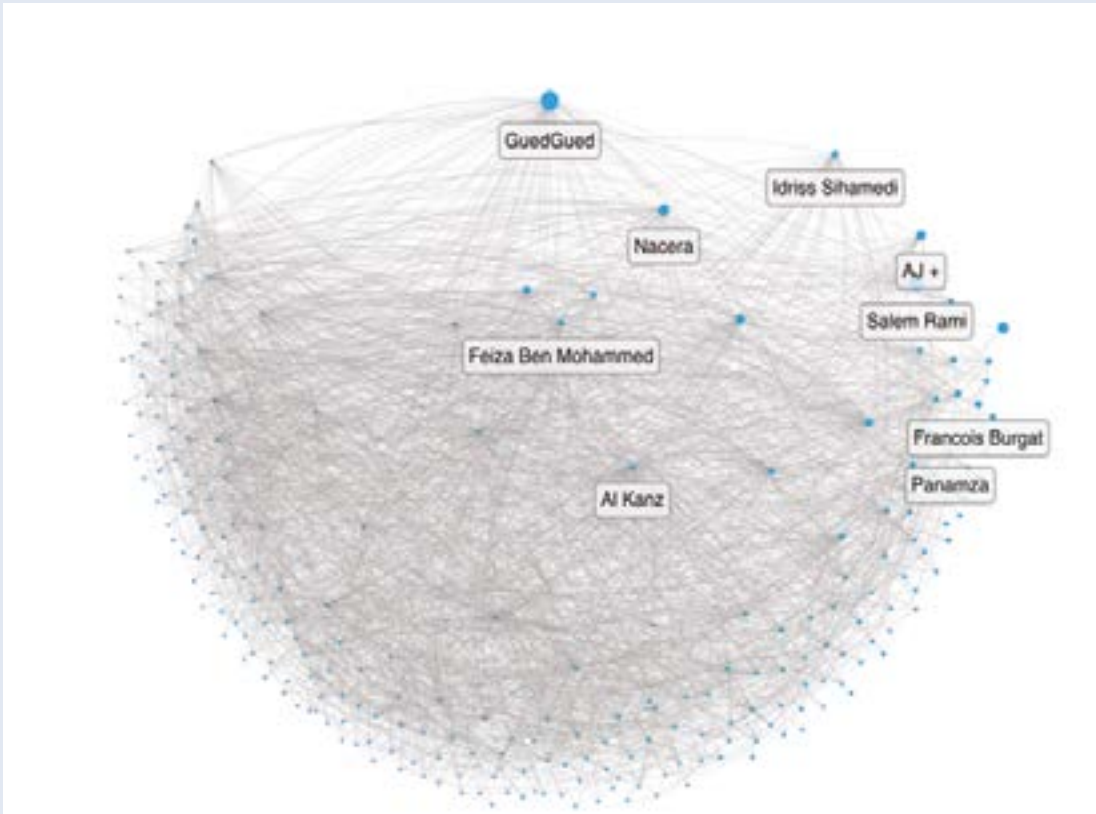 GuedGued
Idriss Sihamedi
Nacera
AJ +
Salem Rami
Feiza Ben Mohammed
Francois Burgat
Panamza
Al Kanz